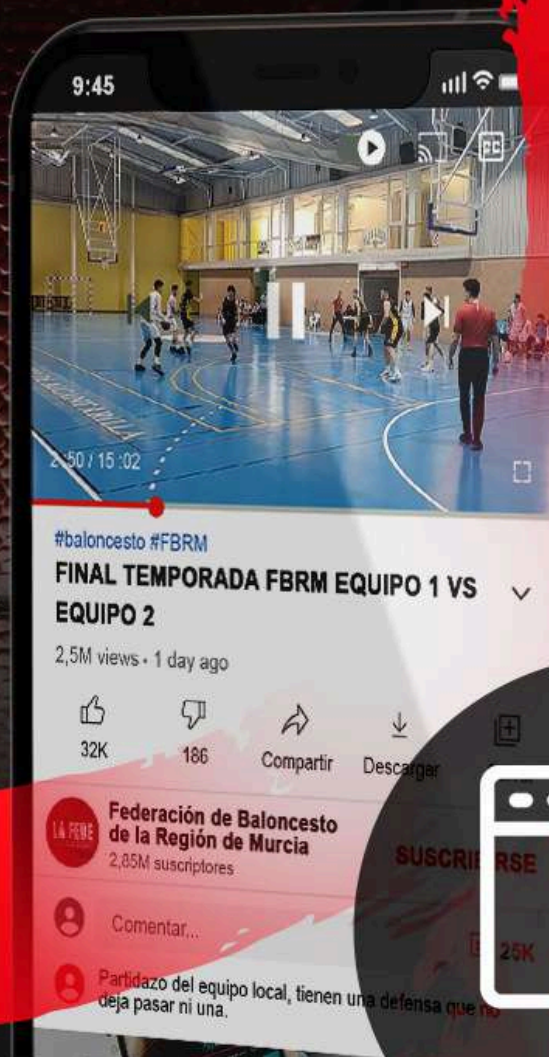 9:45
2:50 / 15:02
#baloncesto #FBRM
FINAL TEMPORADA FBRM EQUIPO 1 VS
EQUIPO 2
2,5M views • 1 day ago
32K
186
Compartir
Descargar
LA FEBE
Federación de Baloncesto
de la Región de Murcia
2,85M suscriptores
SUSCRIBIRSE
Comentar...
25K
Partidazo del equipo local, tienen una defensa que no
deja pasar ni una.